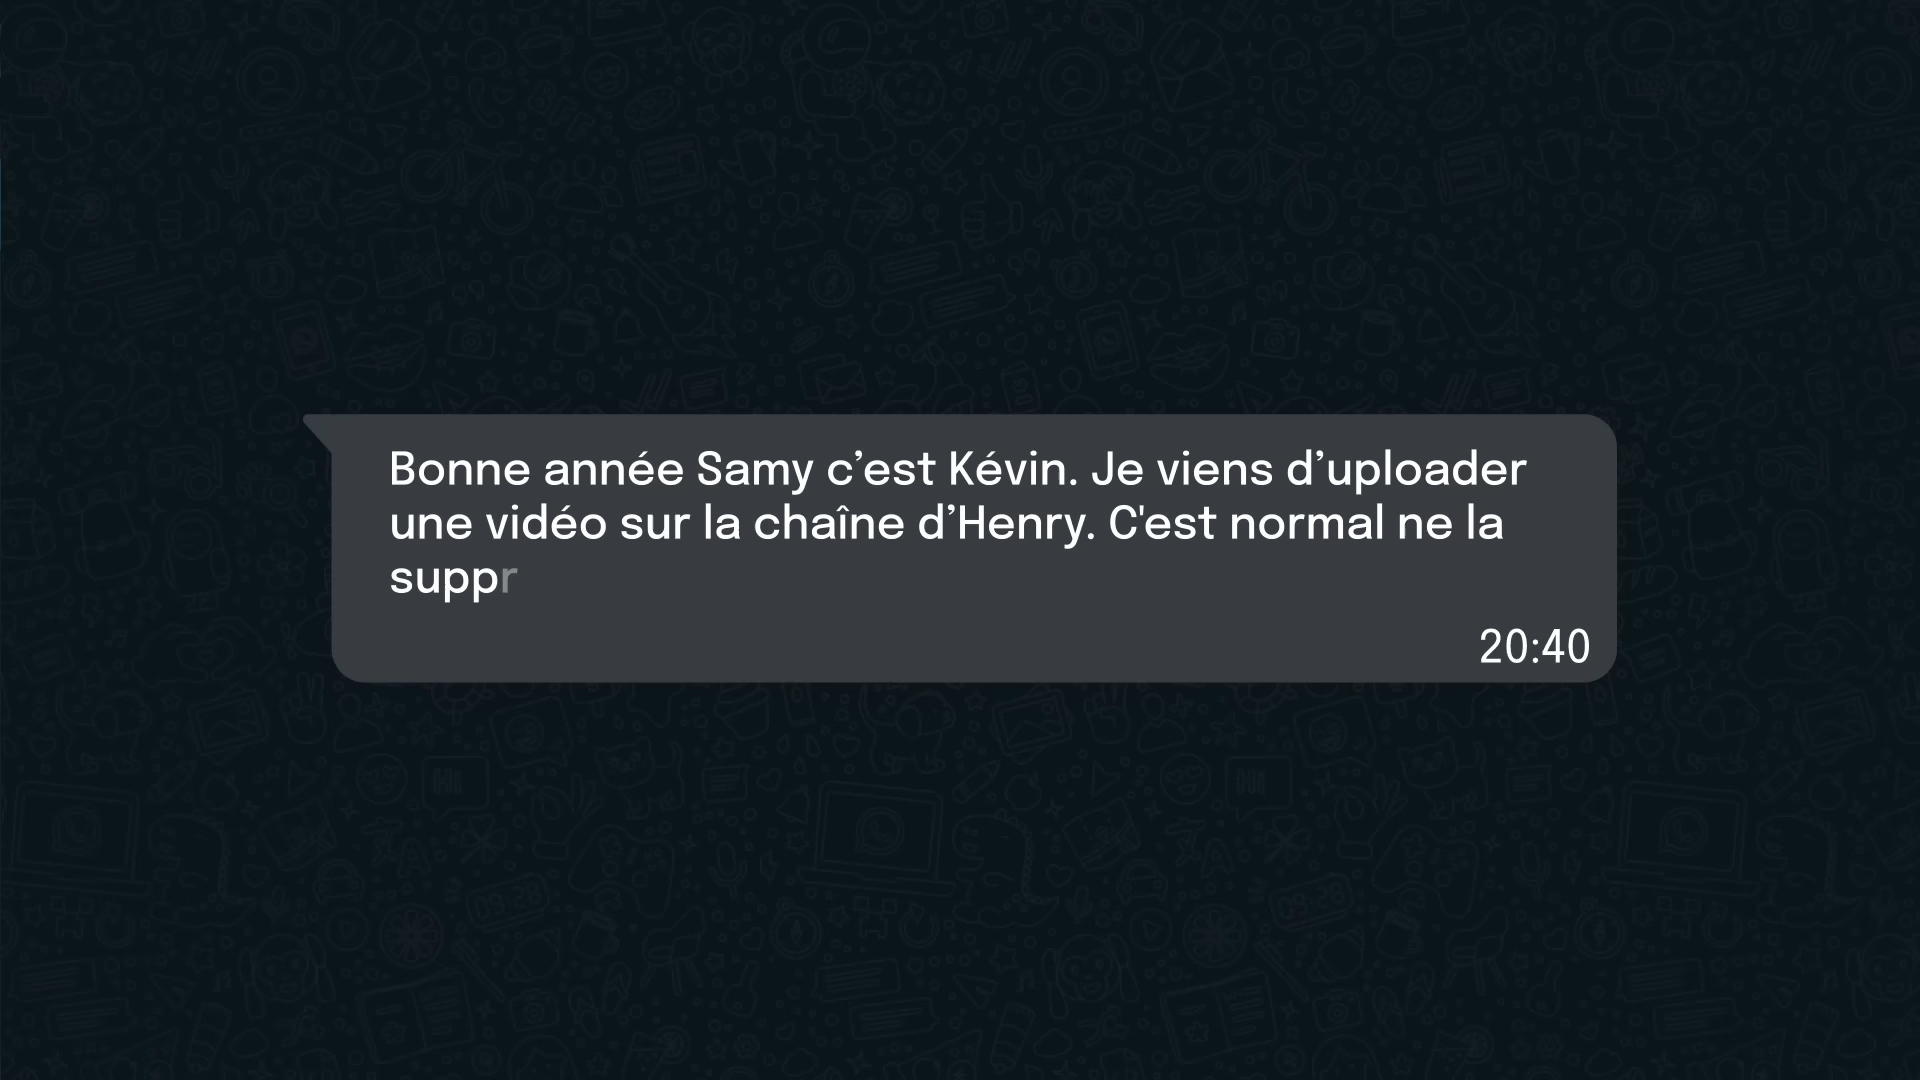 Bonne année Samy c’est Kévin. Je viens d’uploader
une vidéo sur la chaîne d’Henry. C'est normal ne la
suppr
20:40